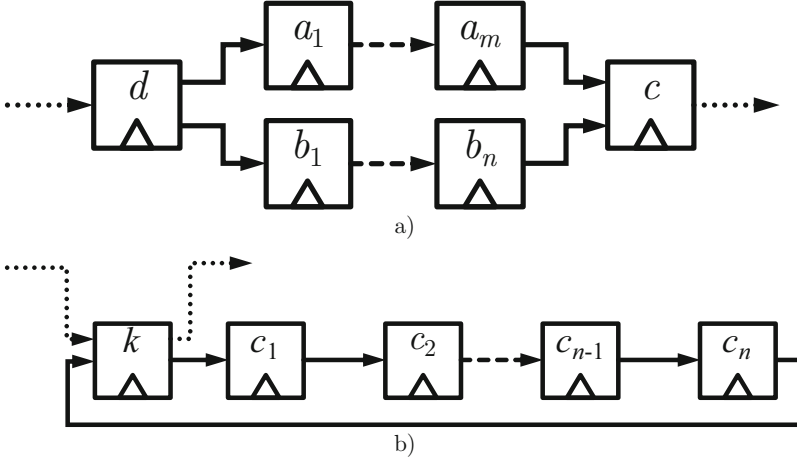 a₁ aₘ
d c
b₁ bₙ
a)
k c₁ c₂ cₙ₋₁ cₙ
b)